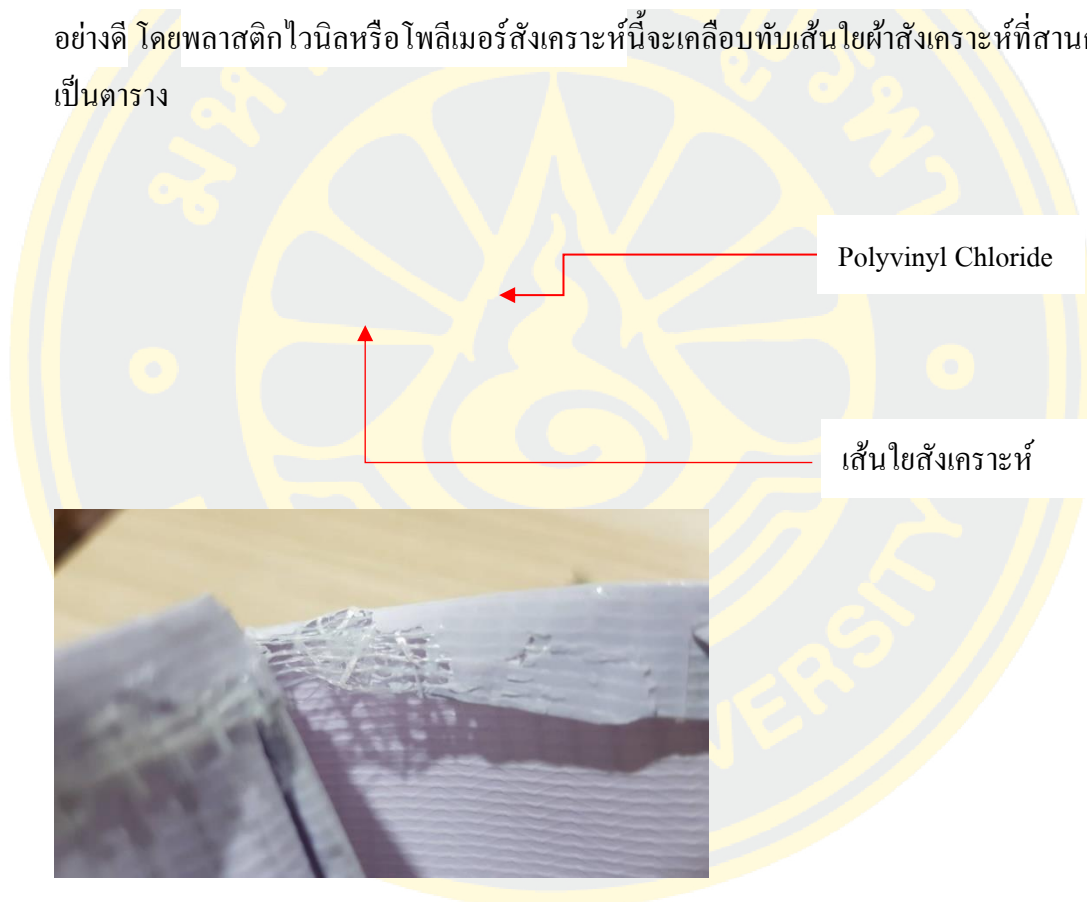 อย่างดี โดยพลาสติกไวนิลหรือโพลีเมอร์สังเคราะห์นี้จะเคลือบทับเส้นใยผ้าสังเคราะห์ที่สาน
เป็นตาราง
Polyvinyl Chloride
เส้นใยสังเคราะห์